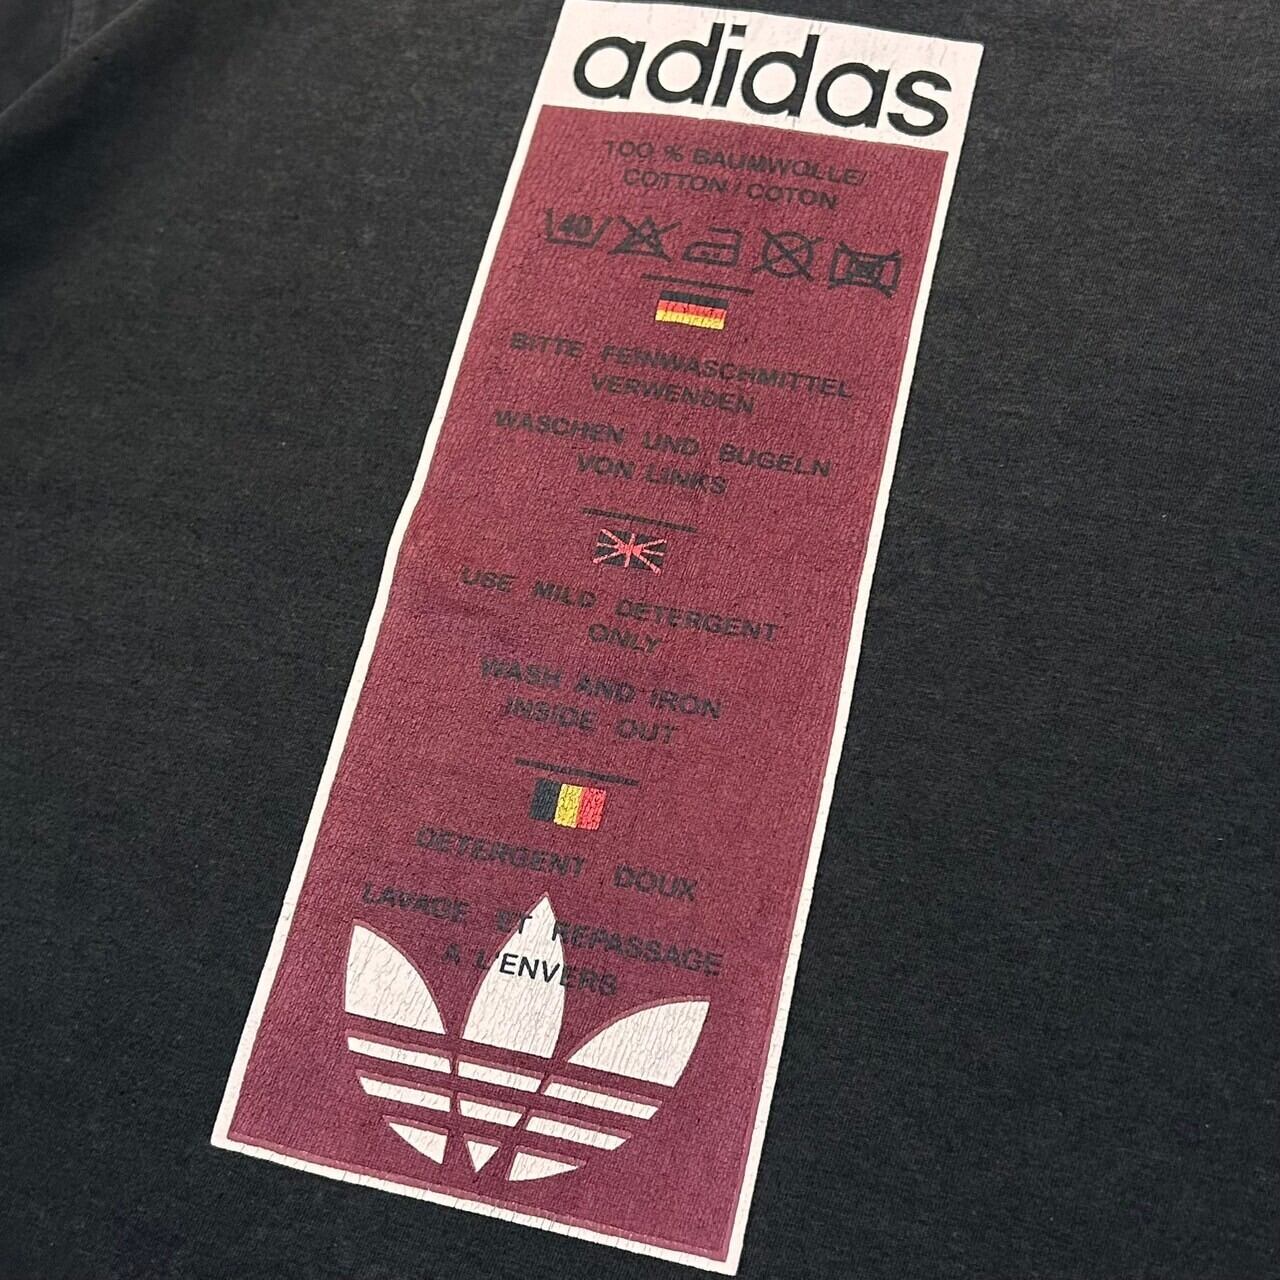 adidas
100 % BAUMWOLLE/
COTTON / COTON
40
BITTE FEINWASCHMITTEL
VERWENDEN
WASCHEN UND BUGELN
VON LINKS
USE MILD DETERGENT
ONLY
WASH AND IRON
INSIDE OUT
DETERGENT DOUX
LAVAGE ET REPASSAGE
A L'ENVERS